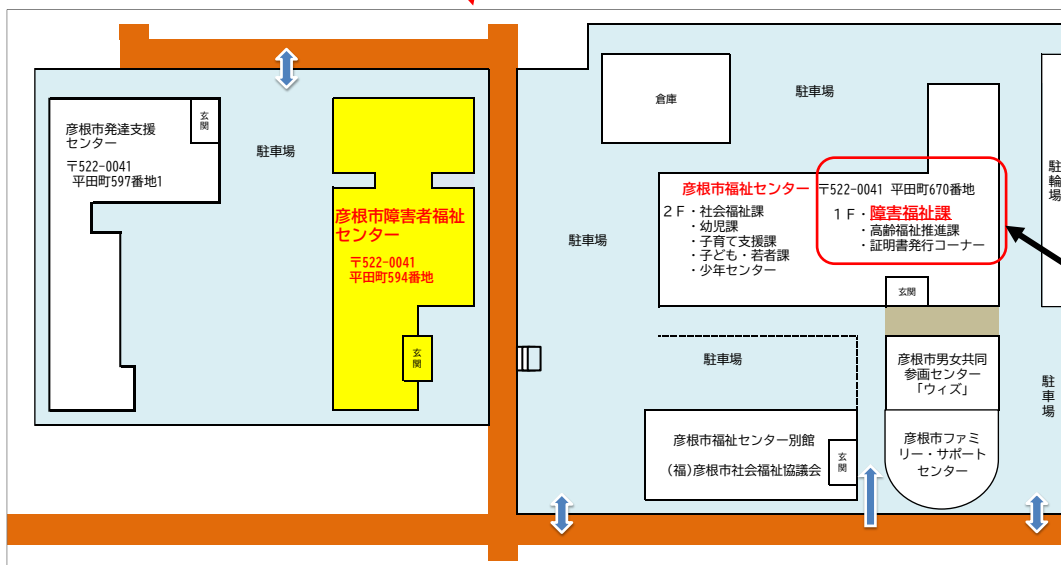 彦根市発達支援
センター
〒522-0041
平田町597番地1
玄関
駐車場
彦根市障害者福祉
センター
〒522-0041
平田町594番地
玄関
倉庫
駐車場
駐車場
彦根市福祉センター 〒522-0041 平田町670番地
2F・社会福祉課
・幼児課
・子育て支援課
・子ども・若者課
・少年センター
1F・障害福祉課
・高齢福祉推進課
・証明書発行コーナー
玄関
駐輪場
駐車場
彦根市男女共同
参画センター
「ウィズ」
駐車場
彦根市福祉センター別館
(福)彦根市社会福祉協議会
玄関
彦根市ファミ
リー・サポート
センター